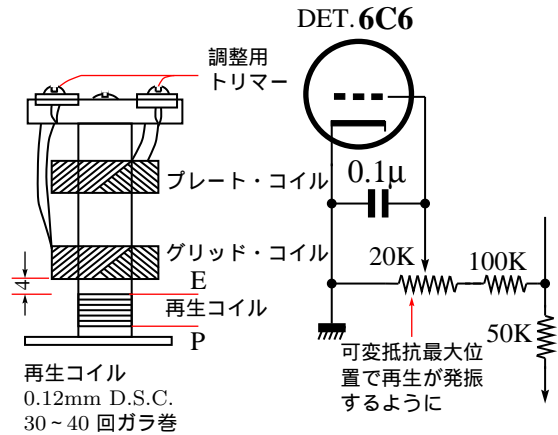 DET. 6C6
調整用
トリマー
プレート・コイル
0.1μ
グリッド・コイル
4
E
再生コイル
P
20K
100K
50K
可変抵抗最大位
置で再生が発振
するように
再生コイル
0.12mm D.S.C.
30~40 回ガラ巻